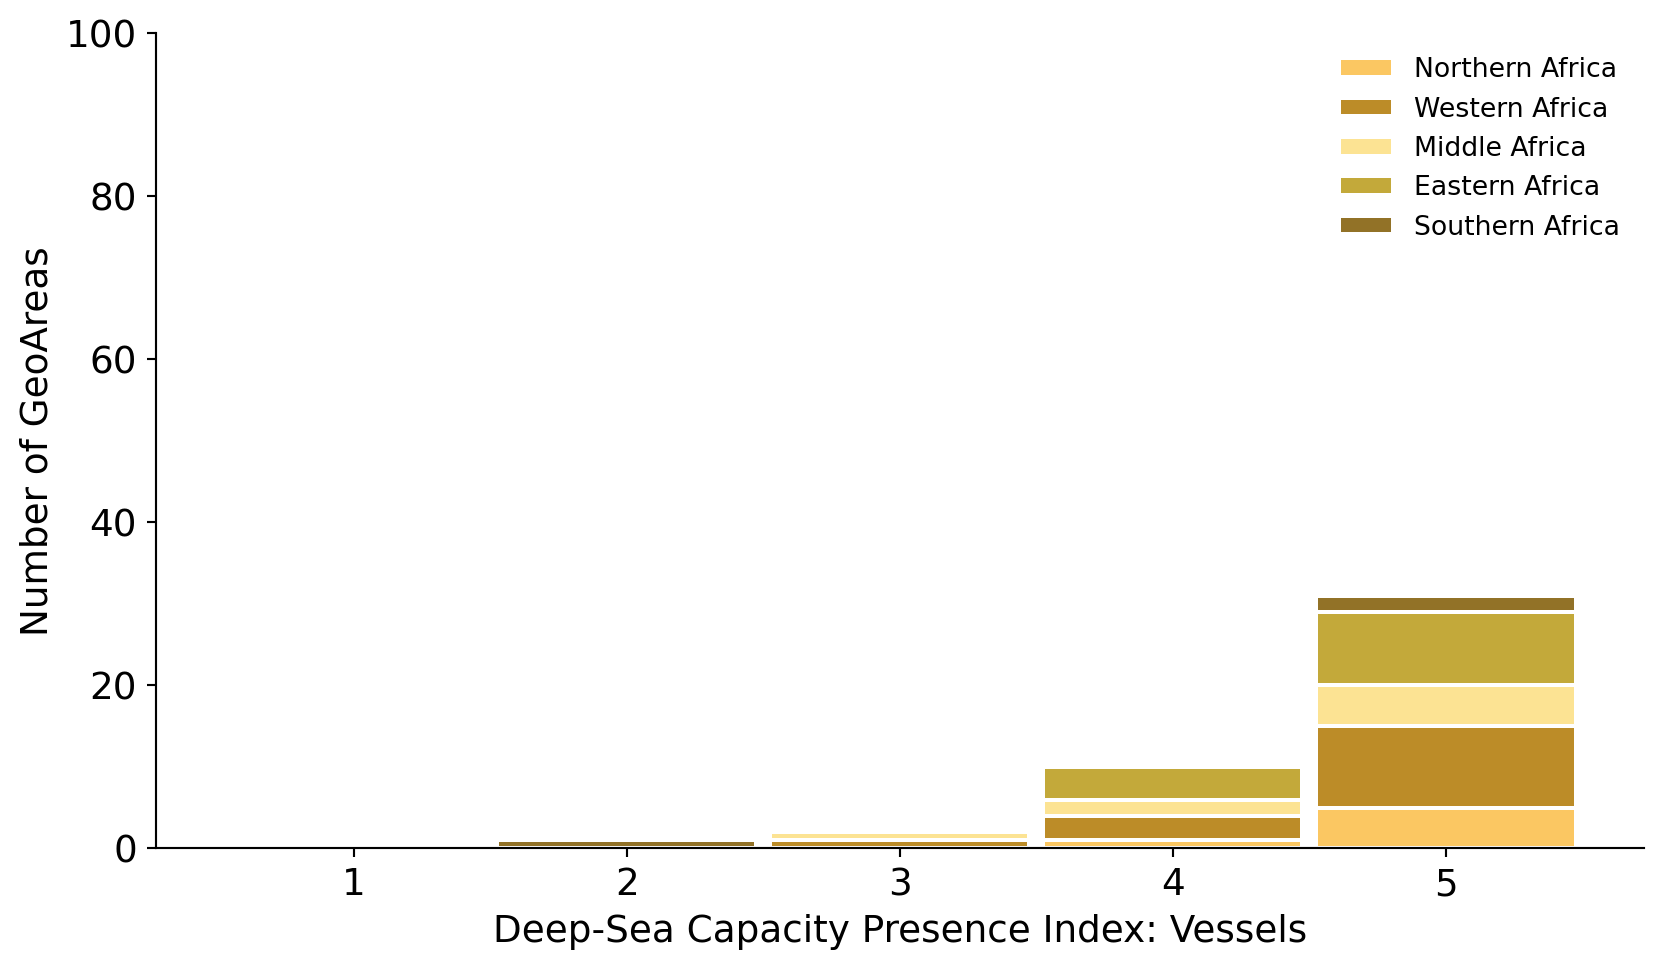 100
80
60
40
20
0
Number of GeoAreas
Northern Africa
Western Africa
Middle Africa
Eastern Africa
Southern Africa
1 2 3 4 5
Deep-Sea Capacity Presence Index: Vessels